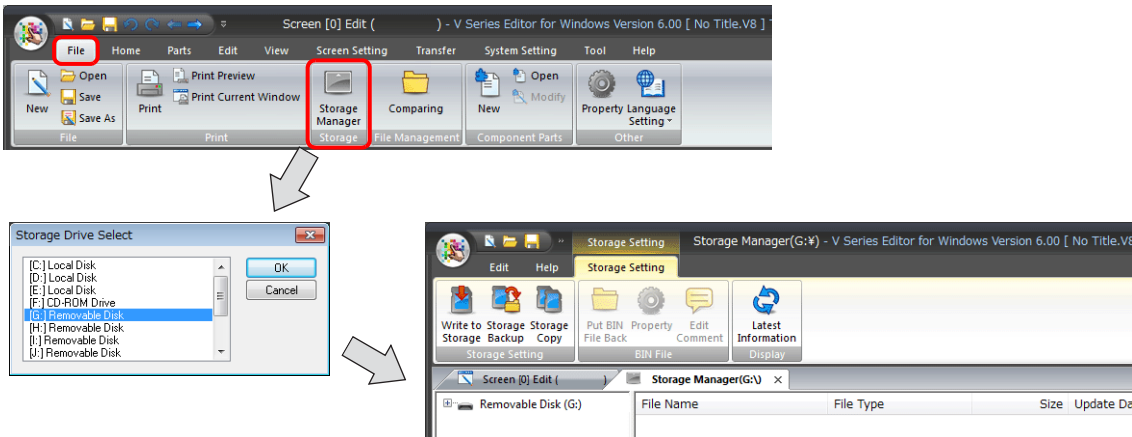 Screen [0] Edit ( ) - V Series Editor for Windows Version 6.00 [ No Title.V8 ]
File Home Parts Edit View Screen Setting Transfer System Setting Tool Help
New
Open
Save
Save As
File
Print
Print Preview
Print Current Window
Print
Storage
Manager
Storage
Comparing
File Management
New
Open
Modify
Component Parts
Property
Language
Setting
Other
Storage Drive Select
[C:] Local Disk
[D:] Local Disk
[E:] Local Disk
[F:] CD-ROM Drive
[G:] Removable Disk
[H:] Removable Disk
[I:] Removable Disk
[J:] Removable Disk
OK
Cancel
Storage Setting
Storage Manager(G:¥) - V Series Editor for Windows Version 6.00 [ No Title.V8
Edit Help Storage Setting
Write to
Storage
Storage
Backup
Storage
Copy
Storage Setting
Put BIN
File Back
Property
Edit
Comment
BIN File
Latest
Information
Display
Screen [0] Edit ( )
Storage Manager(G:\) ×
Removable Disk (G:)
File Name File Type Size Update Da